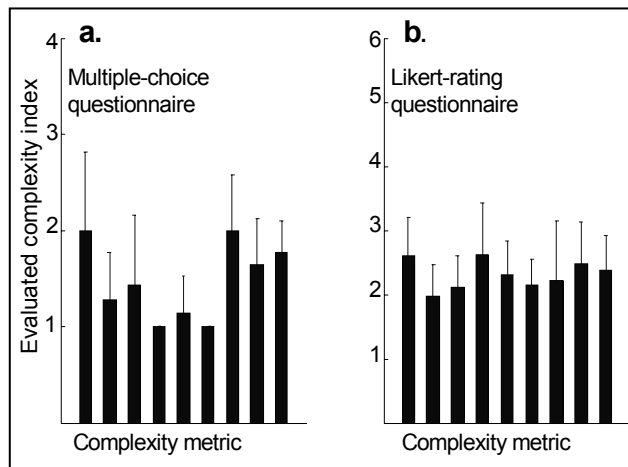 a.
Multiple-choice
questionnaire
4
3
2
1
Evaluated complexity index
Complexity metric
b.
Likert-rating
questionnaire
6
5
4
3
2
1
Complexity metric